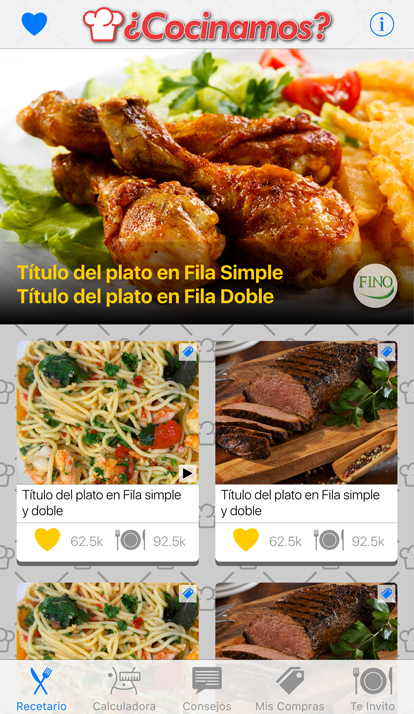 ¿Cocinamos?
Título del plato en Fila Simple
Título del plato en Fila Doble
FINO
Título del plato en Fila simple
y doble
62.5k 92.5k
Título del plato en Fila simple
y doble
62.5k 92.5k
Recetario
Calculadora
Consejos
Mis Compras
Te Invito